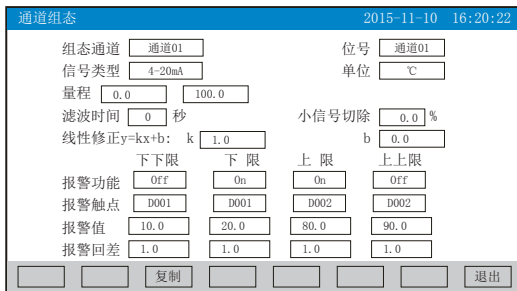 通道组态 2015-11-10 16:20:22
组态通道 通道01 位号 通道01
信号类型 4-20mA 单位 ℃
量程 0.0 100.0
滤波时间 0 秒 小信号切除 0.0 %
线性修正y=kx+b: k 1.0 b 0.0
下下限 下 限 上 限 上上限
报警功能 Off On On Off
报警触点 DO01 DO01 DO02 DO02
报警值 10.0 20.0 80.0 90.0
报警回差 1.0 1.0 1.0 1.0
复制 退出